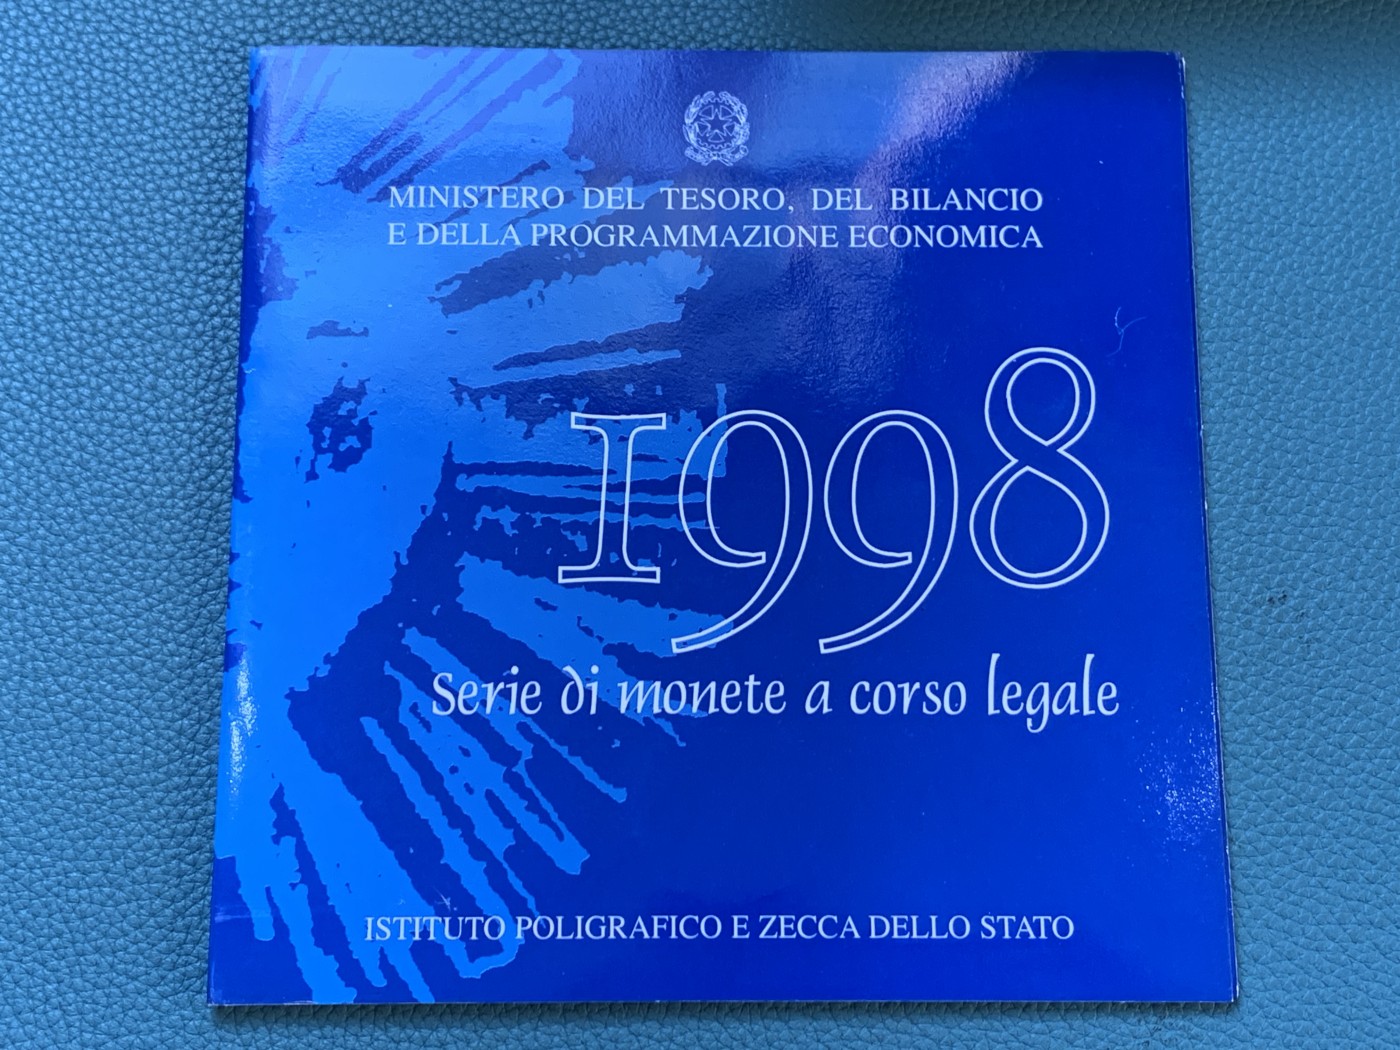 MINISTERO DEL TESORO, DEL BILANCIO
E DELLA PROGRAMMAZIONE ECONOMICA
1998
Serie di monete a corso legale
ISTITUTO POLIGRAFICO E ZECCA DELLO STATO